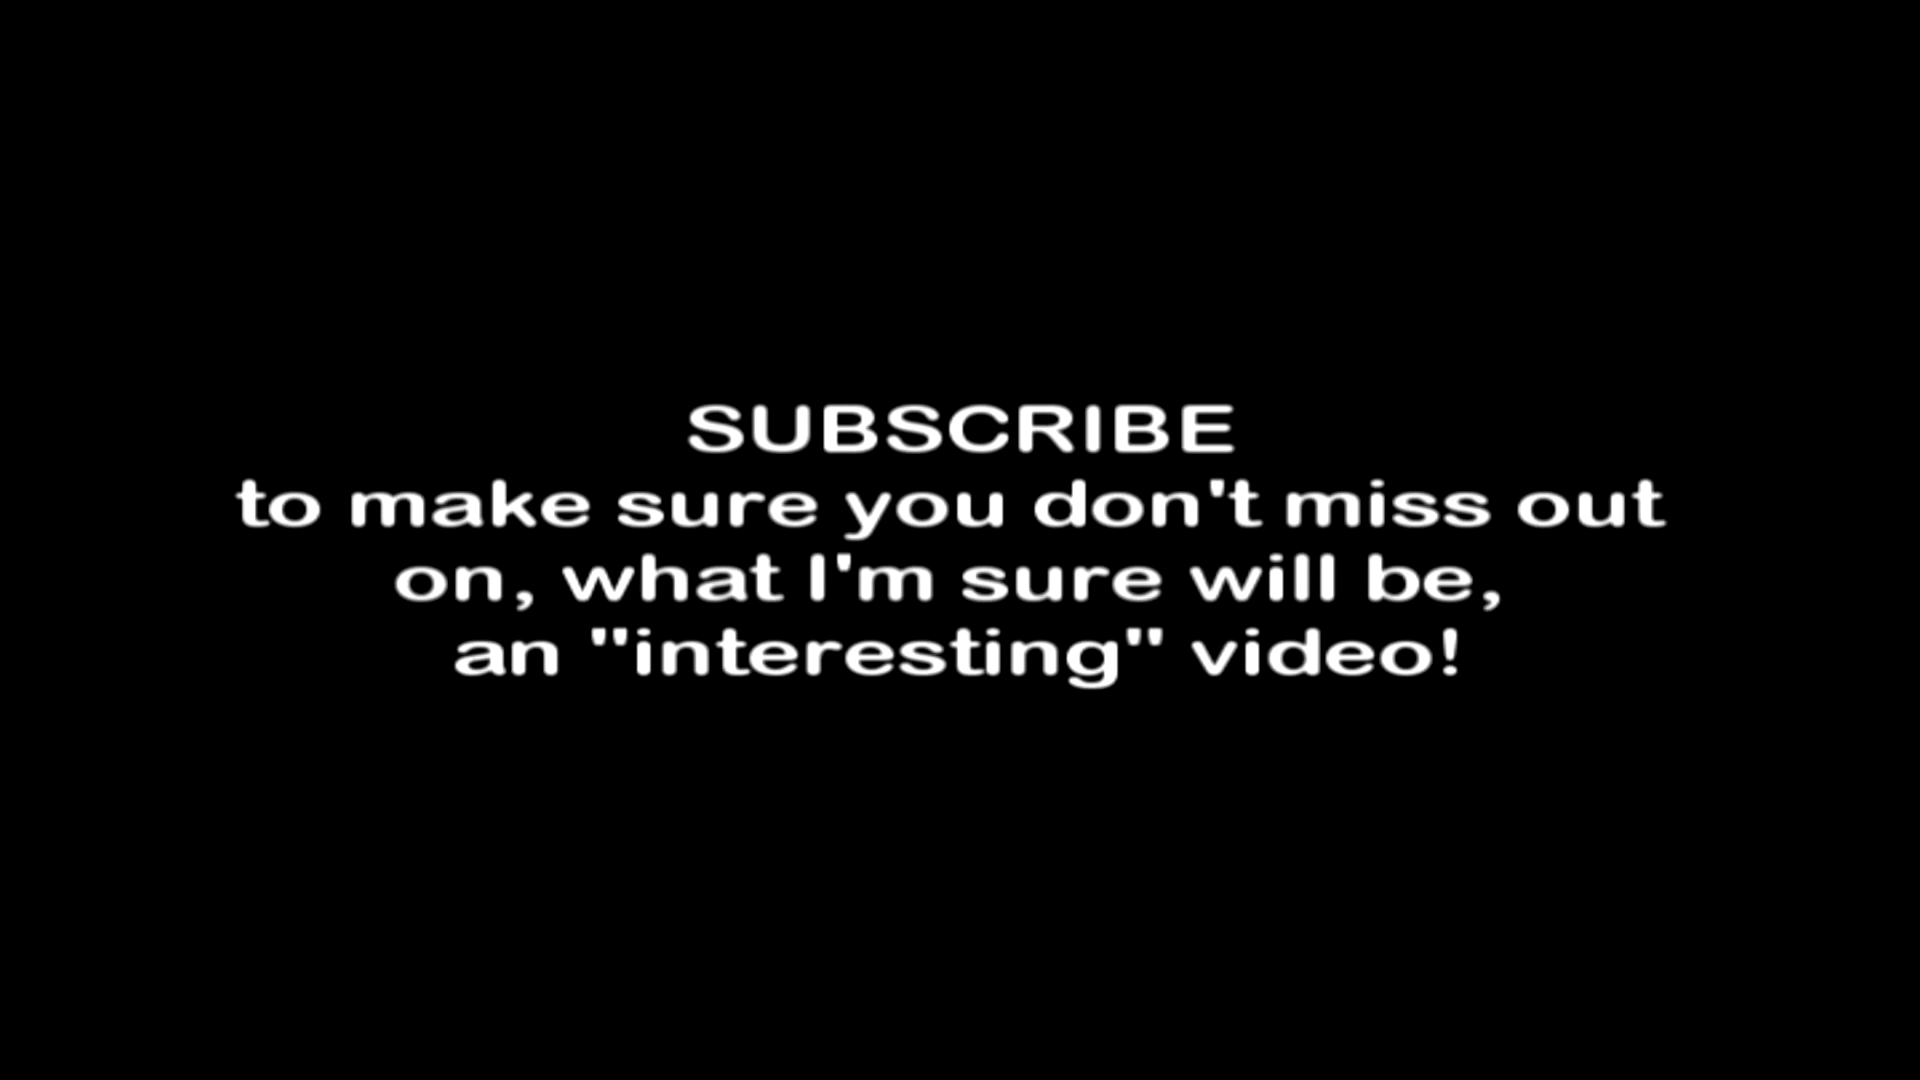 SUBSCRIBE
to make sure you don't miss out
on, what I'm sure will be,
an "interesting" video!